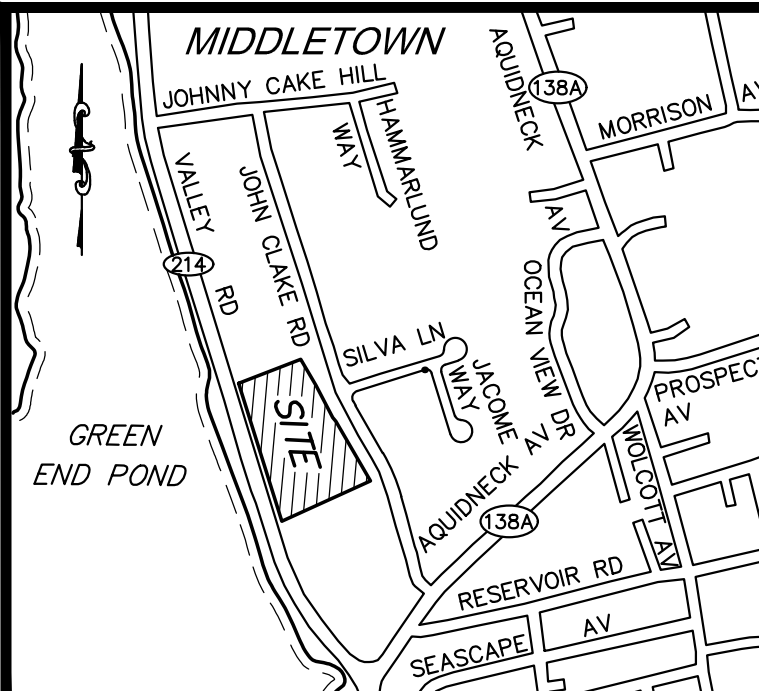 MIDDLETOWN
JOHNNY CAKE HILL
HAMMARLUND
WAY
AQUIDNECK
138A
MORRISON
AV
VALLEY
RD
JOHN CLAKE RD
214
OCEAN VIEW DR
SILVA LN
JACOME
WAY
SITE
GREEN
END POND
PROSPECT
AV
WOLCOTT AV
AQUIDNECK AV
138A
RESERVOIR RD
SEASCAPE AV